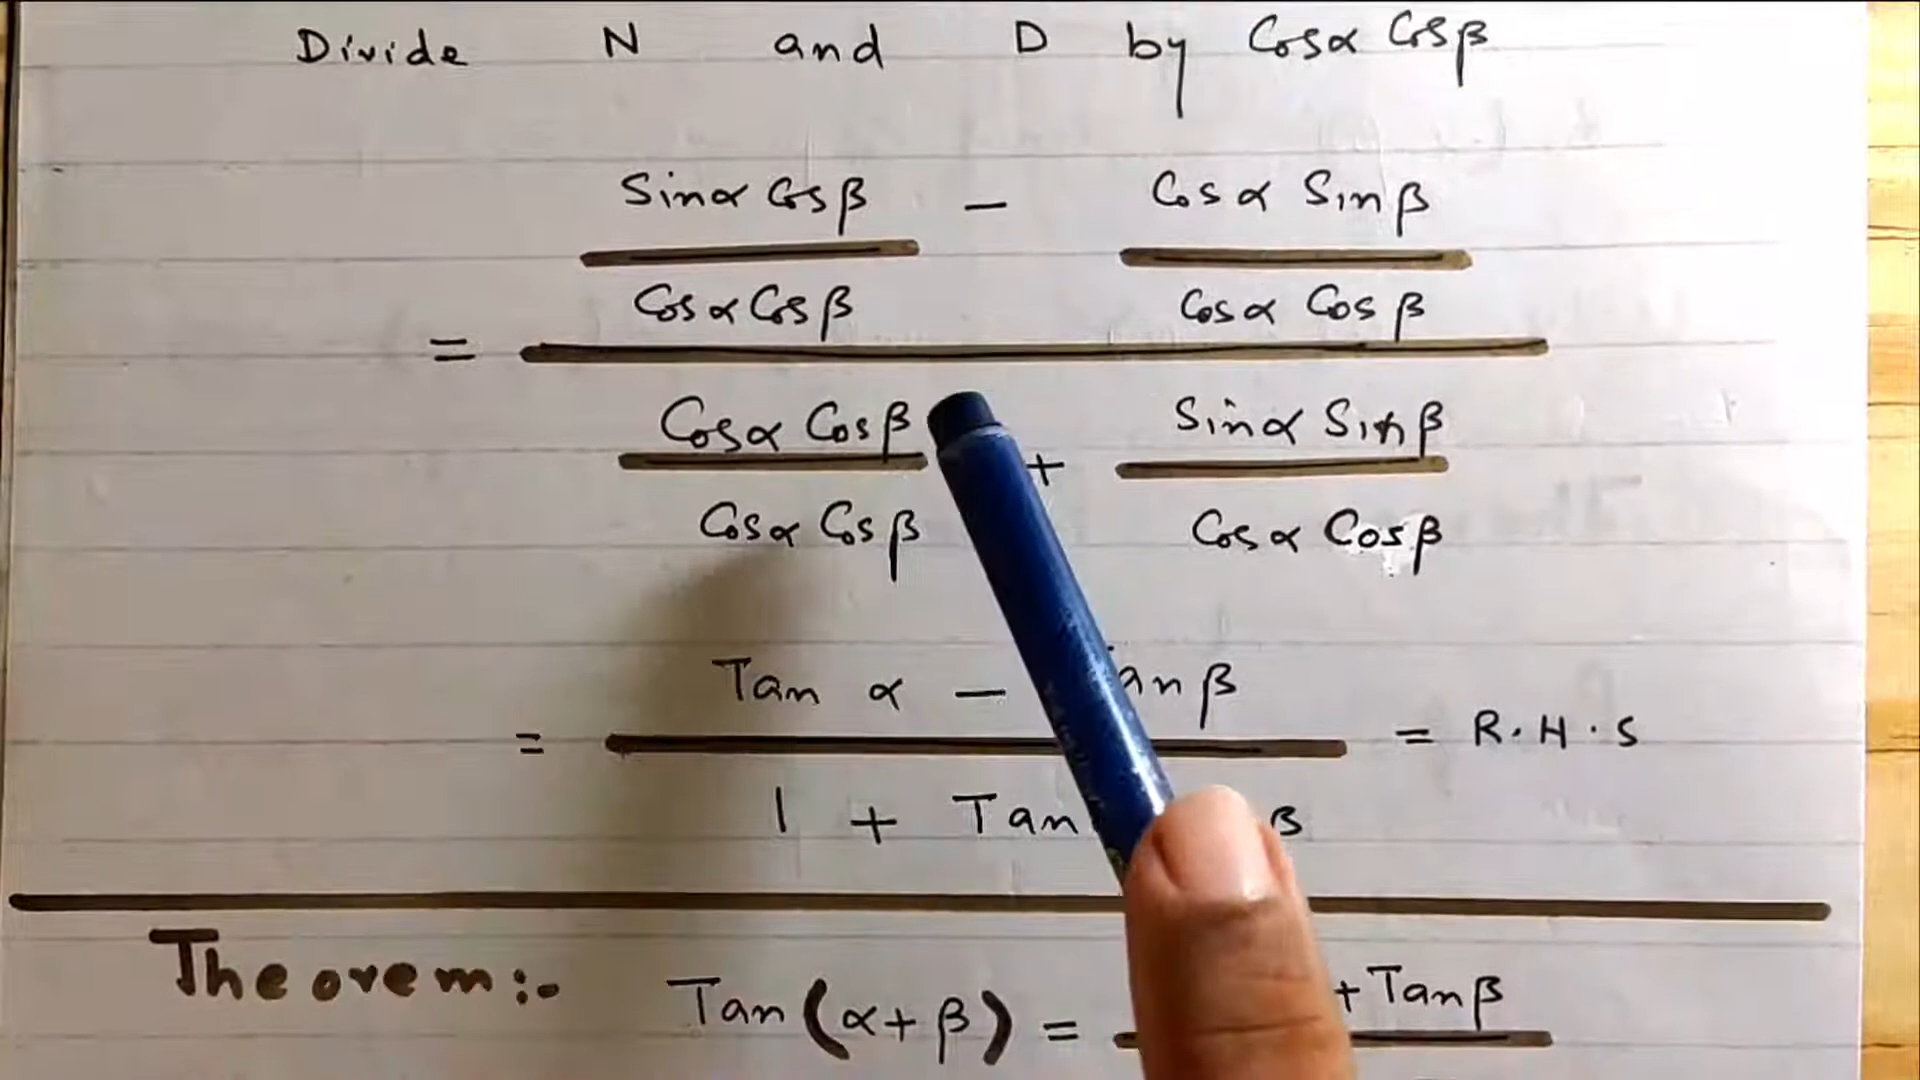 Divide N and D by Cosα Cosβ
Sinα Cosβ — Cosα Sinβ
Cosα Cosβ Cosα Cosβ
=
Cosα Cosβ + Sinα Sinβ
Cosα Cosβ Cosα Cosβ
Tan α — an β
= = R.H.S
1 + Tan β
Theorem:- Tan(α+β) = + Tanβ